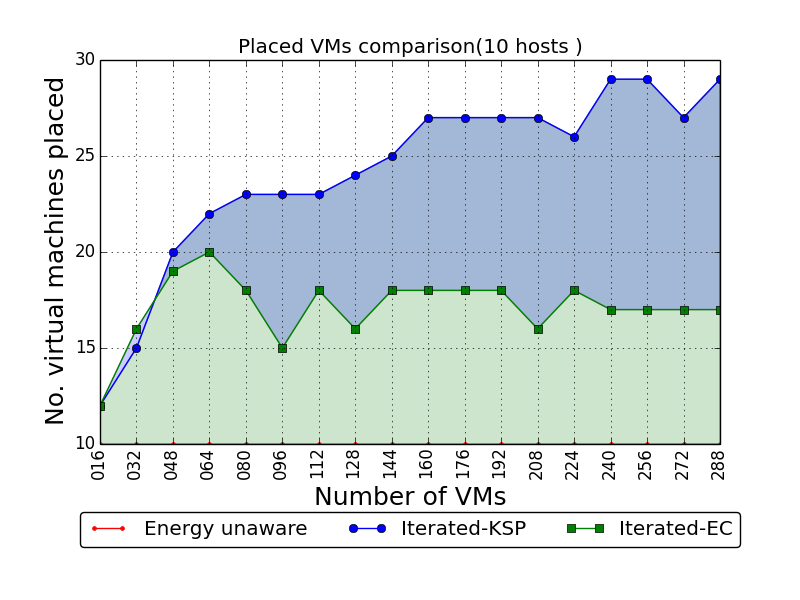 Placed VMs comparison(10 hosts )
No. virtual machines placed
30
25
20
15
10
016 032 048 064 080 096 112 128 144 160 176 192 208 224 240 256 272 288
Number of VMs
Energy unaware Iterated-KSP Iterated-EC